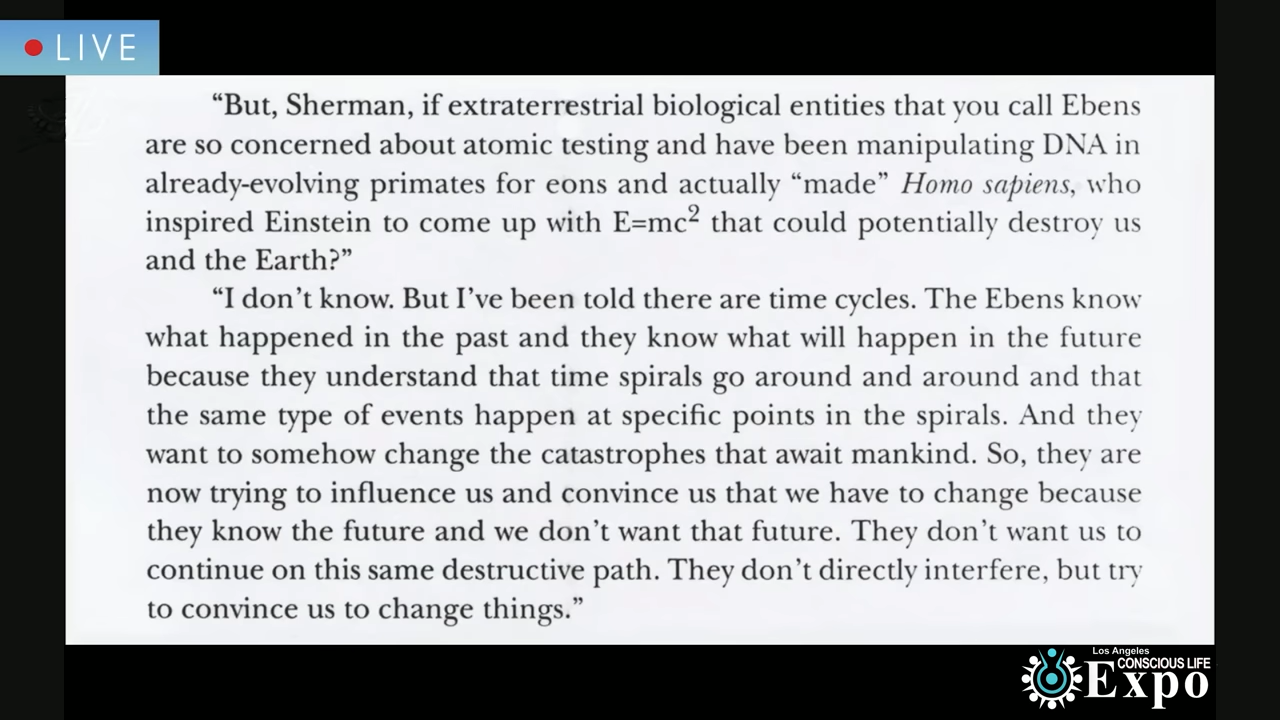 LIVE
“But, Sherman, if extraterrestrial biological entities that you call Ebens
are so concerned about atomic testing and have been manipulating DNA in
already-evolving primates for eons and actually “made” Homo sapiens, who
inspired Einstein to come up with E=mc² that could potentially destroy us
and the Earth?”
“I don’t know. But I’ve been told there are time cycles. The Ebens know
what happened in the past and they know what will happen in the future
because they understand that time spirals go around and around and that
the same type of events happen at specific points in the spirals. And they
want to somehow change the catastrophes that await mankind. So, they are
now trying to influence us and convince us that we have to change because
they know the future and we don’t want that future. They don’t want us to
continue on this same destructive path. They don’t directly interfere, but try
to convince us to change things.”
Los Angeles
CONSCIOUS LIFE
Expo